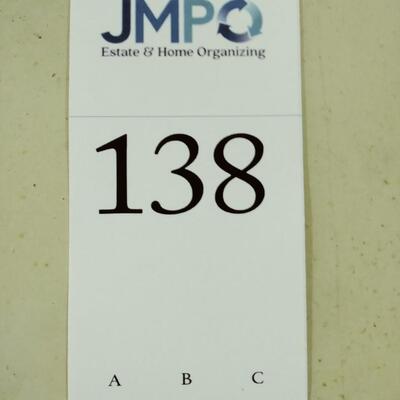 JMPO
Estate & Home Organizing
138
A B C